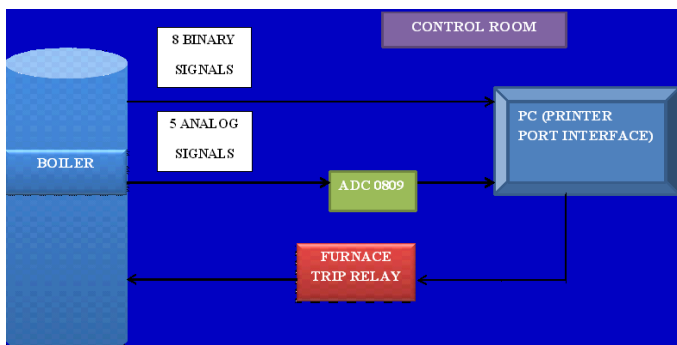 8 BINARY
SIGNALS
CONTROL ROOM
PC (PRINTER
PORT INTERFACE)
5 ANALOG
SIGNALS
BOILER
ADC 0809
FURNACE
TRIP RELAY